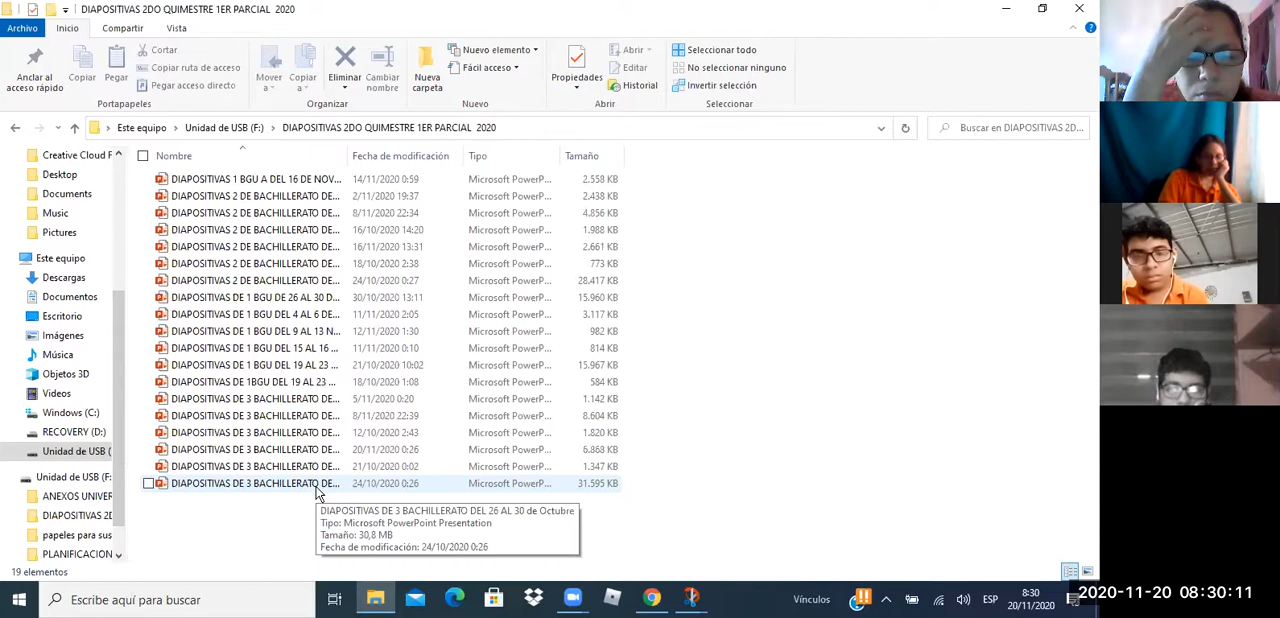 DIAPOSITIVAS 2DO QUIMESTRE 1ER PARCIAL 2020
Archivo Inicio Compartir Vista
Anclar al acceso rápido
Copiar
Pegar
Cortar
Copiar ruta de acceso
Pegar acceso directo
Portapapeles
Mover a
Copiar a
Eliminar
Cambiar nombre
Organizar
Nueva carpeta
Nuevo elemento
Fácil acceso
Nuevo
Propiedades
Abrir
Editar
Historial
Abrir
Seleccionar todo
No seleccionar ninguno
Invertir selección
Seleccionar
Este equipo > Unidad de USB (F:) > DIAPOSITIVAS 2DO QUIMESTRE 1ER PARCIAL 2020
Buscar en DIAPOSITIVAS 2D...
Creative Cloud F
Desktop
Documents
Music
Pictures
Este equipo
Descargas
Documentos
Escritorio
Imágenes
Música
Objetos 3D
Videos
Windows (C:)
RECOVERY (D:)
Unidad de USB (
Unidad de USB (F:
ANEXOS UNIVER
DIAPOSITIVAS 2D
papeles para sus
PLANIFICACION
Nombre Fecha de modificación Tipo Tamaño
DIAPOSITIVAS 1 BGU A DEL 16 DE NOV... 14/11/2020 0:59 Microsoft PowerP... 2.558 KB
DIAPOSITIVAS 2 DE BACHILLERATO DE... 2/11/2020 19:37 Microsoft PowerP... 2.438 KB
DIAPOSITIVAS 2 DE BACHILLERATO DE... 8/11/2020 22:34 Microsoft PowerP... 4.856 KB
DIAPOSITIVAS 2 DE BACHILLERATO DE... 16/10/2020 14:20 Microsoft PowerP... 1.988 KB
DIAPOSITIVAS 2 DE BACHILLERATO DE... 16/11/2020 13:31 Microsoft PowerP... 2.661 KB
DIAPOSITIVAS 2 DE BACHILLERATO DE... 18/10/2020 2:38 Microsoft PowerP... 773 KB
DIAPOSITIVAS 2 DE BACHILLERATO DE... 24/10/2020 0:27 Microsoft PowerP... 28.417 KB
DIAPOSITIVAS DE 1 BGU DE 26 AL 30 D... 30/10/2020 13:11 Microsoft PowerP... 15.960 KB
DIAPOSITIVAS DE 1 BGU DEL 4 AL 6 DE... 11/11/2020 2:05 Microsoft PowerP... 3.117 KB
DIAPOSITIVAS DE 1 BGU DEL 9 AL 13 N... 12/11/2020 1:30 Microsoft PowerP... 982 KB
DIAPOSITIVAS DE 1 BGU DEL 15 AL 16 ... 11/11/2020 0:10 Microsoft PowerP... 814 KB
DIAPOSITIVAS DE 1 BGU DEL 19 AL 23 ... 21/10/2020 10:02 Microsoft PowerP... 15.967 KB
DIAPOSITIVAS DE 1BGU DEL 19 AL 23 ... 18/10/2020 1:08 Microsoft PowerP... 584 KB
DIAPOSITIVAS DE 3 BACHILLERATO DE... 5/11/2020 0:20 Microsoft PowerP... 1.142 KB
DIAPOSITIVAS DE 3 BACHILLERATO DE... 8/11/2020 22:39 Microsoft PowerP... 8.604 KB
DIAPOSITIVAS DE 3 BACHILLERATO DE... 12/10/2020 2:43 Microsoft PowerP... 1.820 KB
DIAPOSITIVAS DE 3 BACHILLERATO DE... 20/11/2020 0:26 Microsoft PowerP... 6.868 KB
DIAPOSITIVAS DE 3 BACHILLERATO DE... 21/10/2020 0:02 Microsoft PowerP... 1.347 KB
DIAPOSITIVAS DE 3 BACHILLERATO DE... 24/10/2020 0:26 Microsoft PowerP... 31.595 KB
DIAPOSITIVAS DE 3 BACHILLERATO DEL 26 AL 30 de Octubre
Tipo: Microsoft PowerPoint Presentation
Tamaño: 30,8 MB
Fecha de modificación: 24/10/2020 0:26
19 elementos
Escribe aquí para buscar
Vínculos
ESP
8:30
20/11/2020
2020-11-20 08:30:11